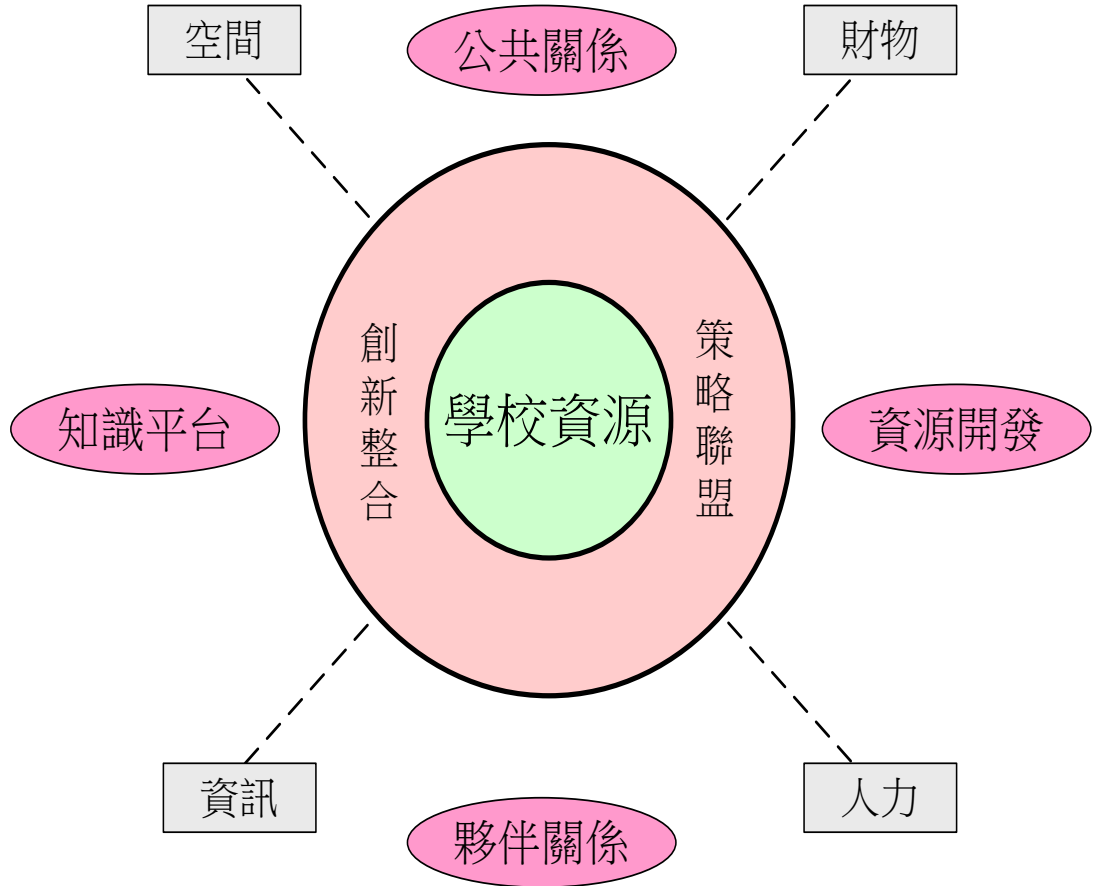 空間
公共關係
財物
創新整合
學校資源
策略聯盟
知識平台
資源開發
資訊
夥伴關係
人力